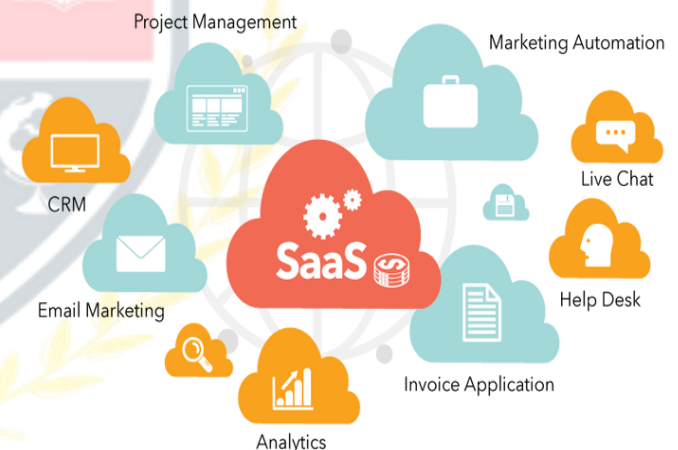 Project Management
Marketing Automation
Live Chat
CRM
SaaS
Help Desk
Email Marketing
Invoice Application
Analytics